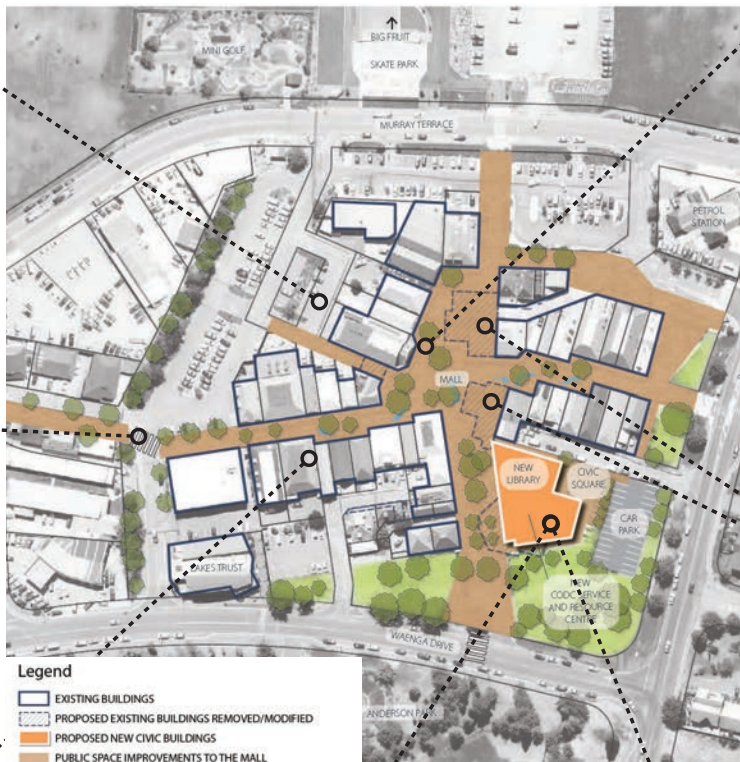 BIG FRUIT
MINI GOLF
SKATE PARK
MURRAY TERRACE
PETROL
STATION
MALL
NEW
LIBRARY
CIVIC
SQUARE
CAR
PARK
LAKES TRUST
NEW
CODC SERVICE
AND RESOURCE
CENTRE
WAENGA DRIVE
ANDERSON PARK
Legend
EXISTING BUILDINGS
PROPOSED EXISTING BUILDINGS REMOVED/MODIFIED
PROPOSED NEW CIVIC BUILDINGS
PUBLIC SPACE IMPROVEMENTS TO THE MALL